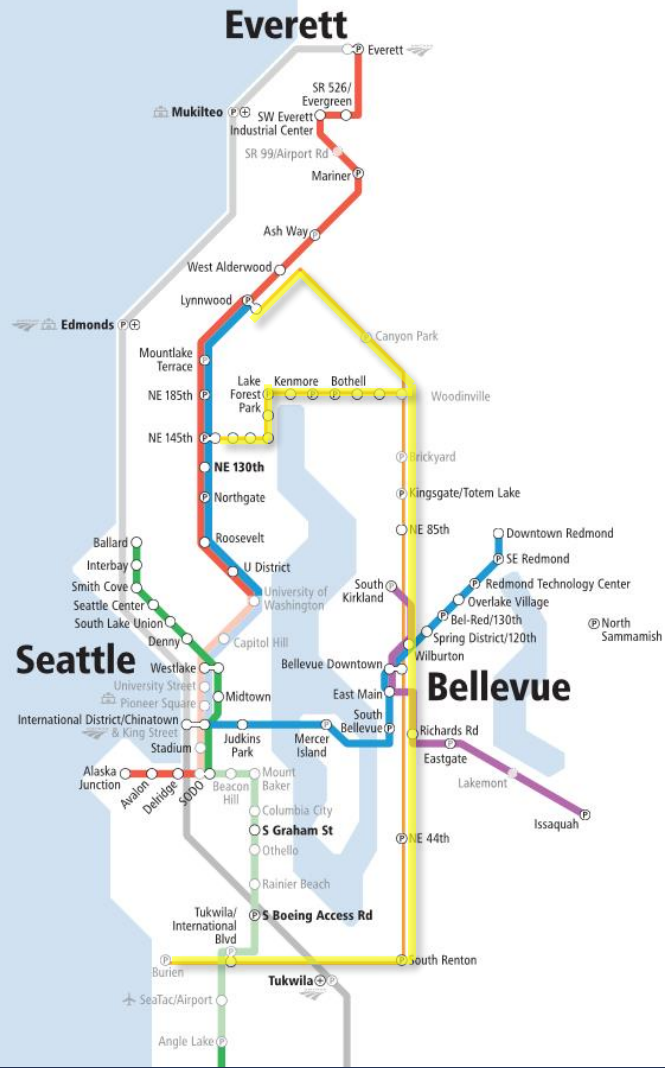 Everett
Everett
SR 526/
Evergreen
Mukilteo
SW Everett
Industrial Center
SR 99/Airport Rd
Mariner
Ash Way
West Alderwood
Lynnwood
Edmonds
Canyon Park
Mountlake
Terrace
Lake
Forest
Park
Kenmore
Bothell
NE 185th
Woodinville
NE 145th
Brickyard
NE 130th
Northgate
Kingsgate/Totem Lake
NE 85th
Downtown Redmond
Roosevelt
Ballard
SE Redmond
Interbay
U District
Smith Cove
South
Kirkland
Redmond Technology Center
University of
Washington
Overlake Village
Seattle Center
Bel-Red/130th
South Lake Union
North
Sammamish
Denny
Capitol Hill
Spring District/120th
Wilburton
Seattle
Westlake
Bellevue Downtown
University Street
Bellevue
Midtown
East Main
Pioneer Square
International District/Chinatown
& King Street
South
Bellevue
Judkins
Park
Mercer
Island
Richards Rd
Stadium
Eastgate
Alaska
Junction
Avalon
Delridge
SODO
Beacon
Hill
Mount
Baker
Lakemont
Columbia City
Issaquah
S Graham St
NE 44th
Othello
Rainier Beach
Tukwila/
International
Blvd
S Boeing Access Rd
Burien
South Renton
Tukwila
SeaTac/Airport
Angle Lake